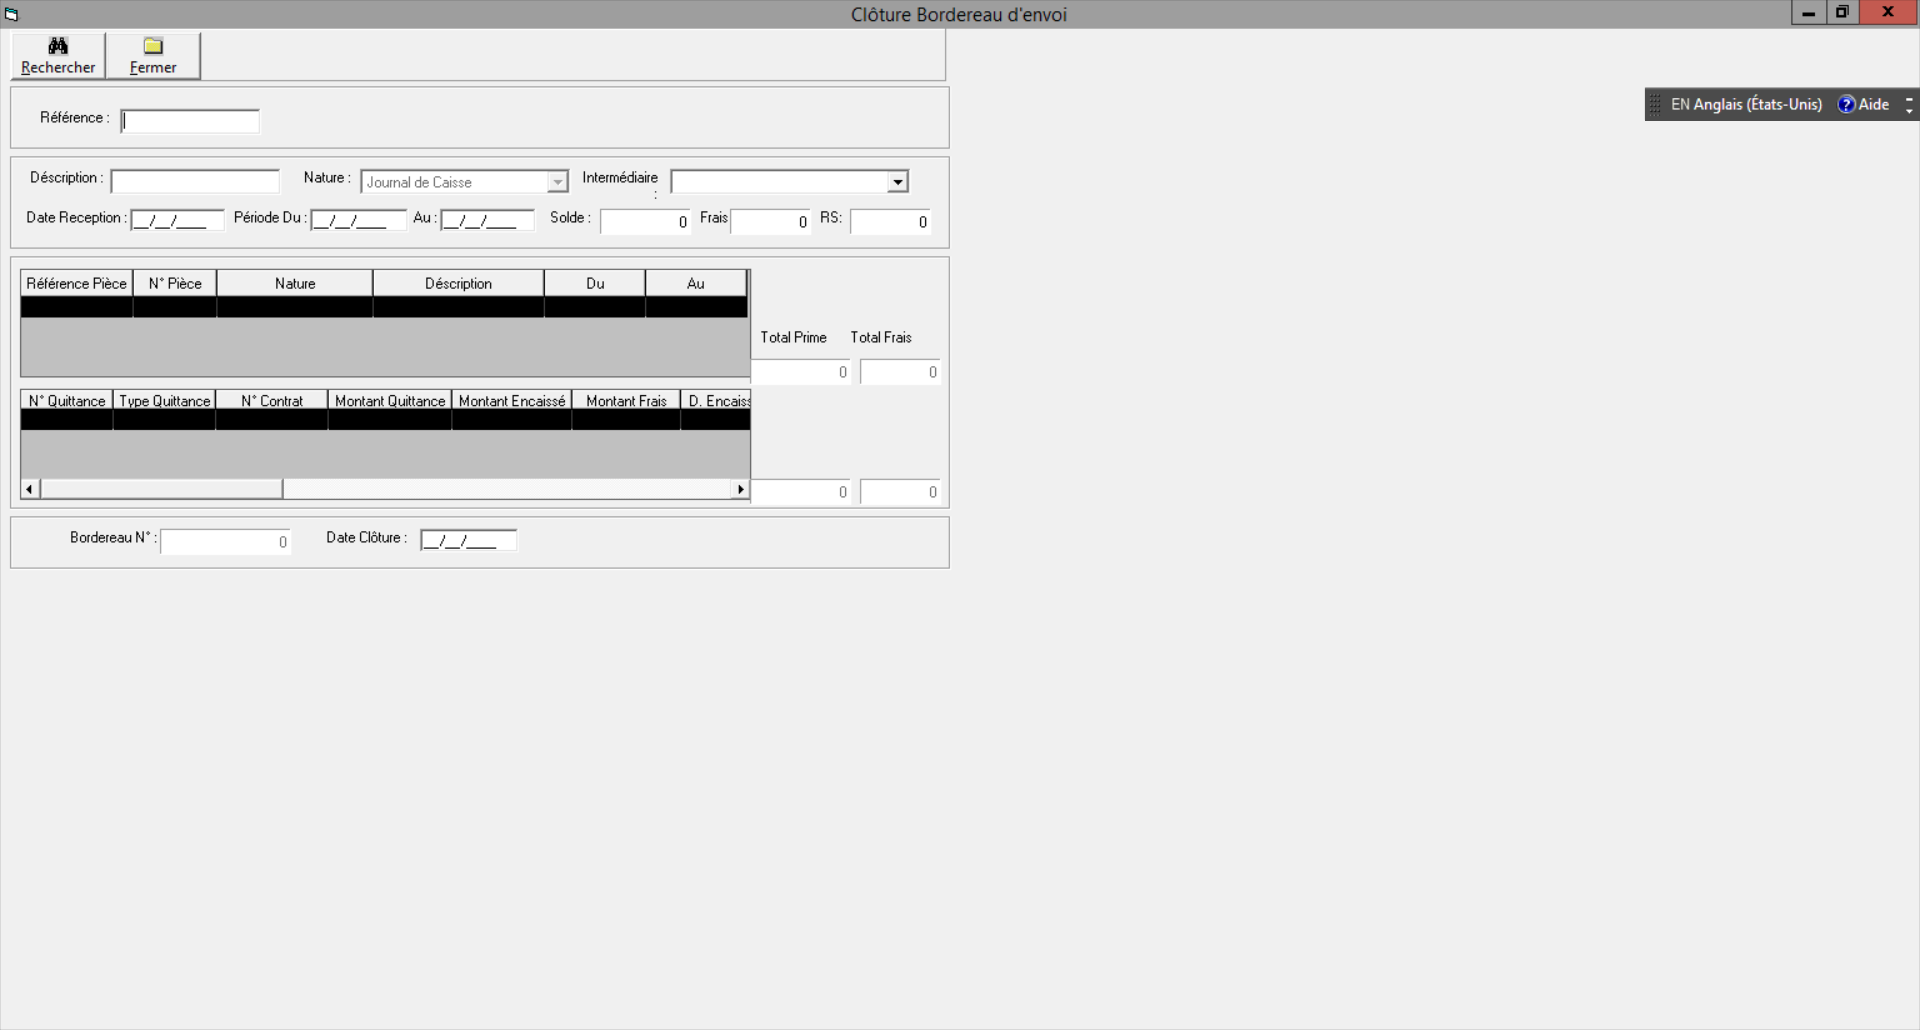 Clôture Bordereau d'envoi
Rechercher Fermer
EN Anglais (États-Unis) ? Aide
Référence :
Déscription : Nature : Journal de Caisse Intermédiaire :
Date Reception : __/__/____ Période Du : __/__/____ Au : __/__/____ Solde : 0 Frais 0 RS: 0
Référence Pièce N° Pièce Nature Déscription Du Au
Total Prime Total Frais
0 0
N° Quittance Type Quittance N° Contrat Montant Quittance Montant Encaissé Montant Frais D. Encaiss
0 0
Bordereau N° : 0 Date Clôture : __/__/____